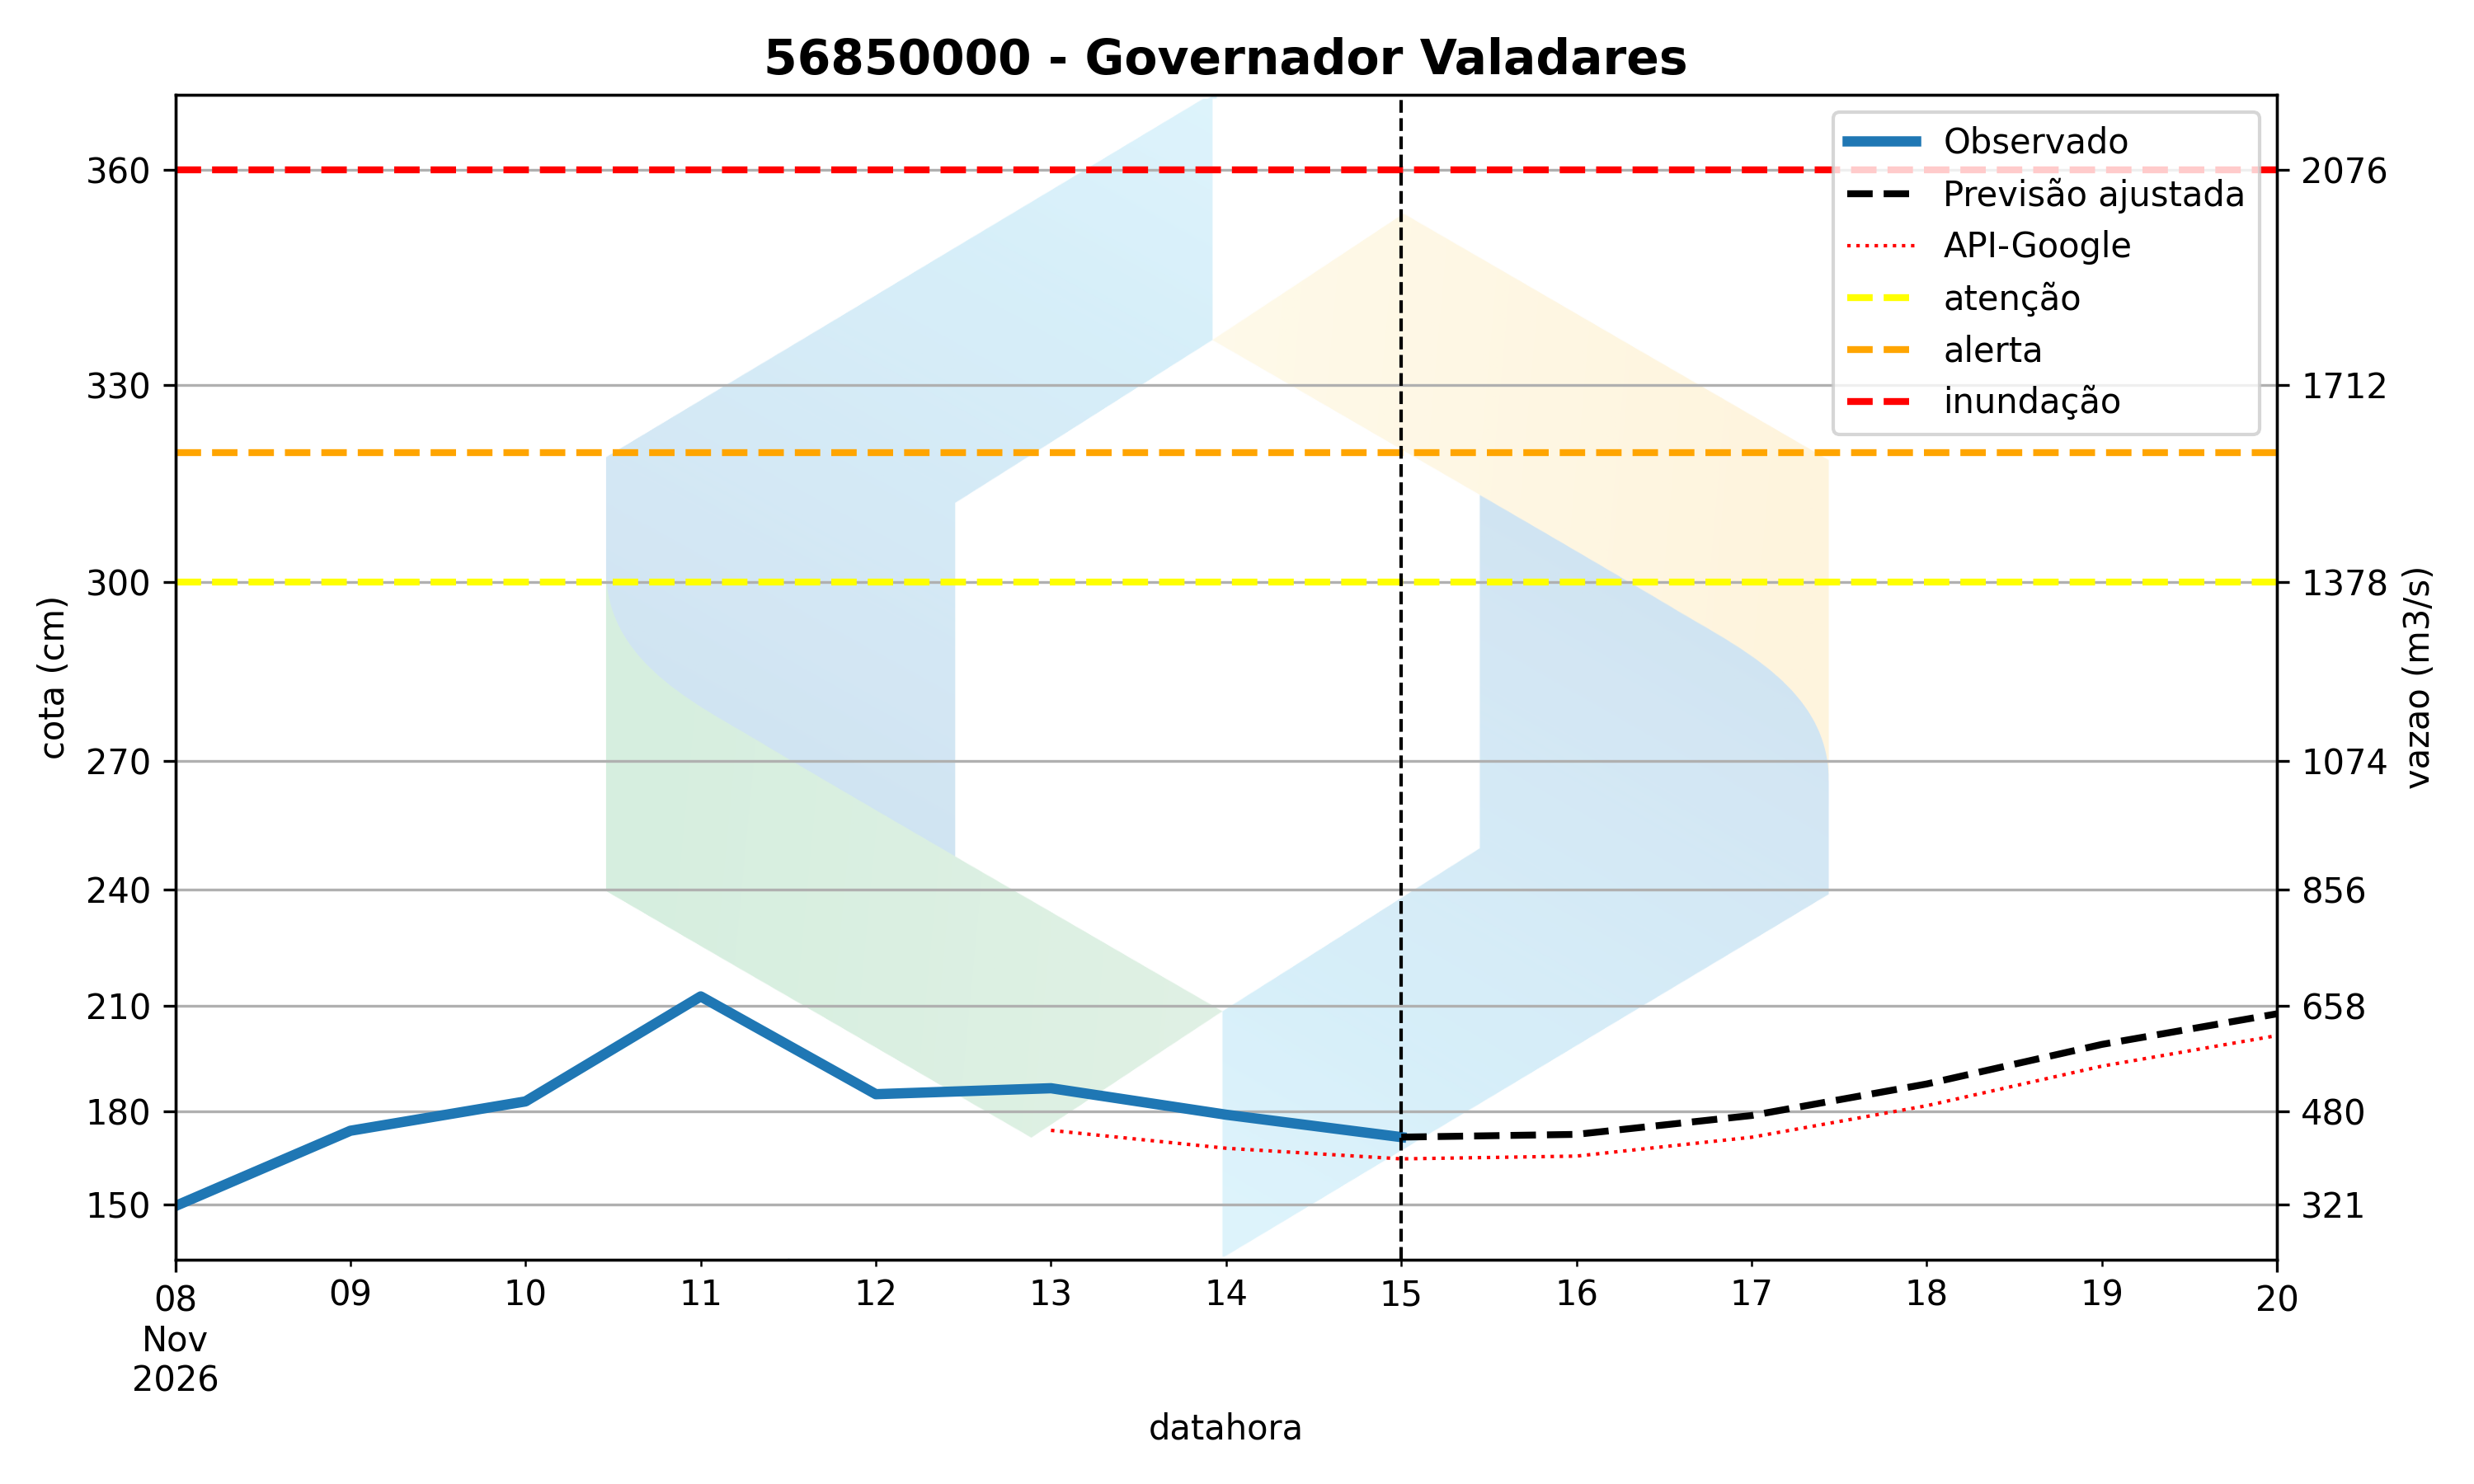 56850000 - Governador Valadares
Observado
Previsão ajustada
API-Google
atenção
alerta
inundação
cota (cm)
360
330
300
270
240
210
180
150
2076
1712
1378
1074
856
658
480
321
vazao (m3/s)
08 09 10 11 12 13 14 15 16 17 18 19 20
Nov
2026
datahora